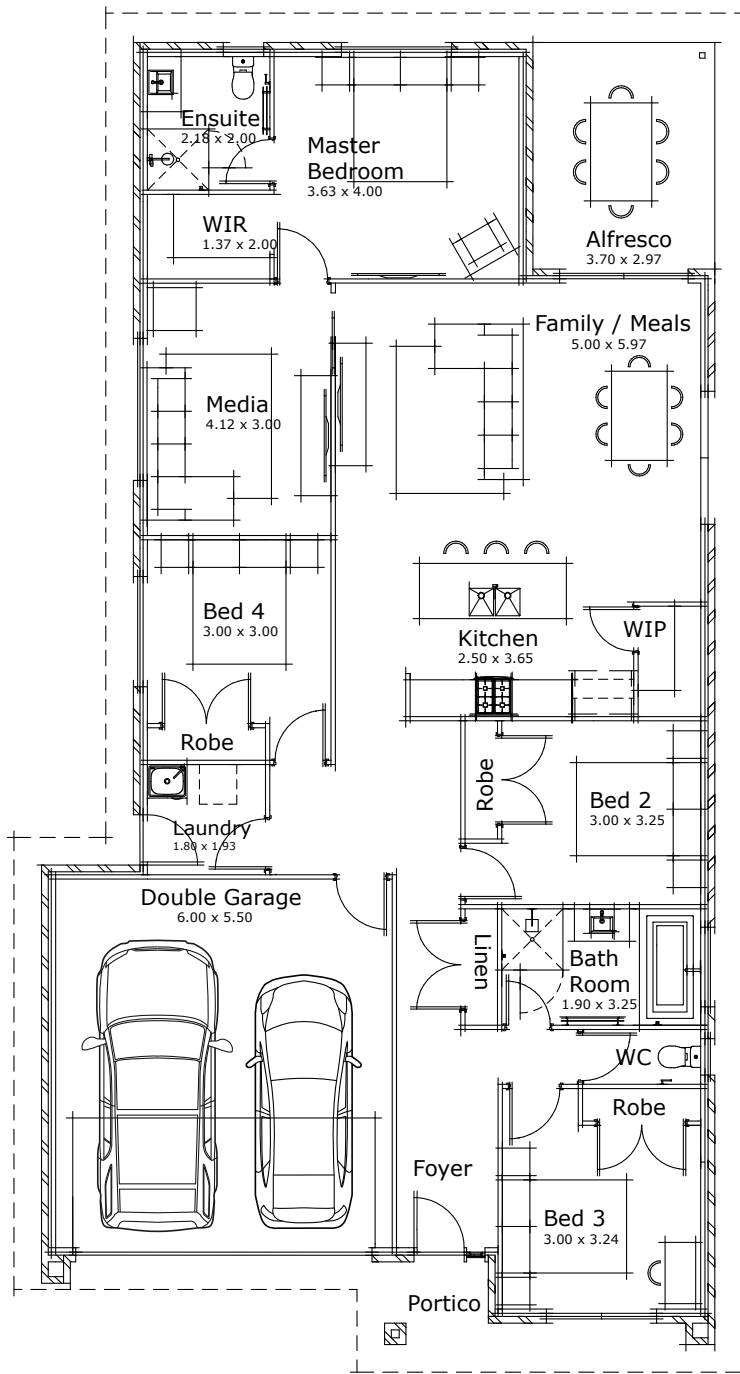 Ensuite
2.18 x 2.00
Master
Bedroom
3.63 x 4.00
WIR
1.37 x 2.00
Alfresco
3.70 x 2.97
Family / Meals
5.00 x 5.97
Media
4.12 x 3.00
Bed 4
3.00 x 3.00
Kitchen
2.50 x 3.65
WIP
Robe
Robe
Bed 2
3.00 x 3.25
Laundry
1.80 x 1.93
Double Garage
6.00 x 5.50
Linen
Bath
Room
1.90 x 3.25
WC
Robe
Foyer
Bed 3
3.00 x 3.24
Portico